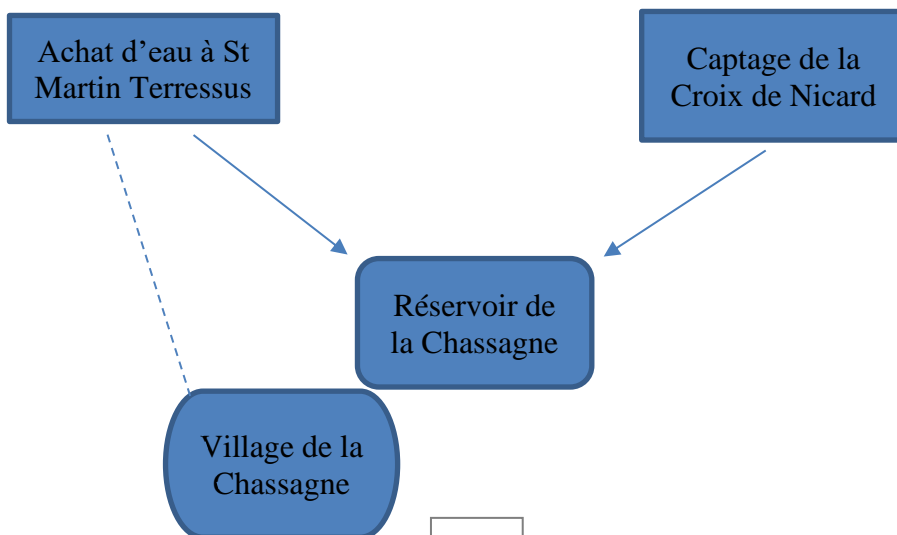 Achat d’eau à St
Martin Terressus
Captage de la
Croix de Nicard
Réservoir de
la Chassagne
Village de la
Chassagne